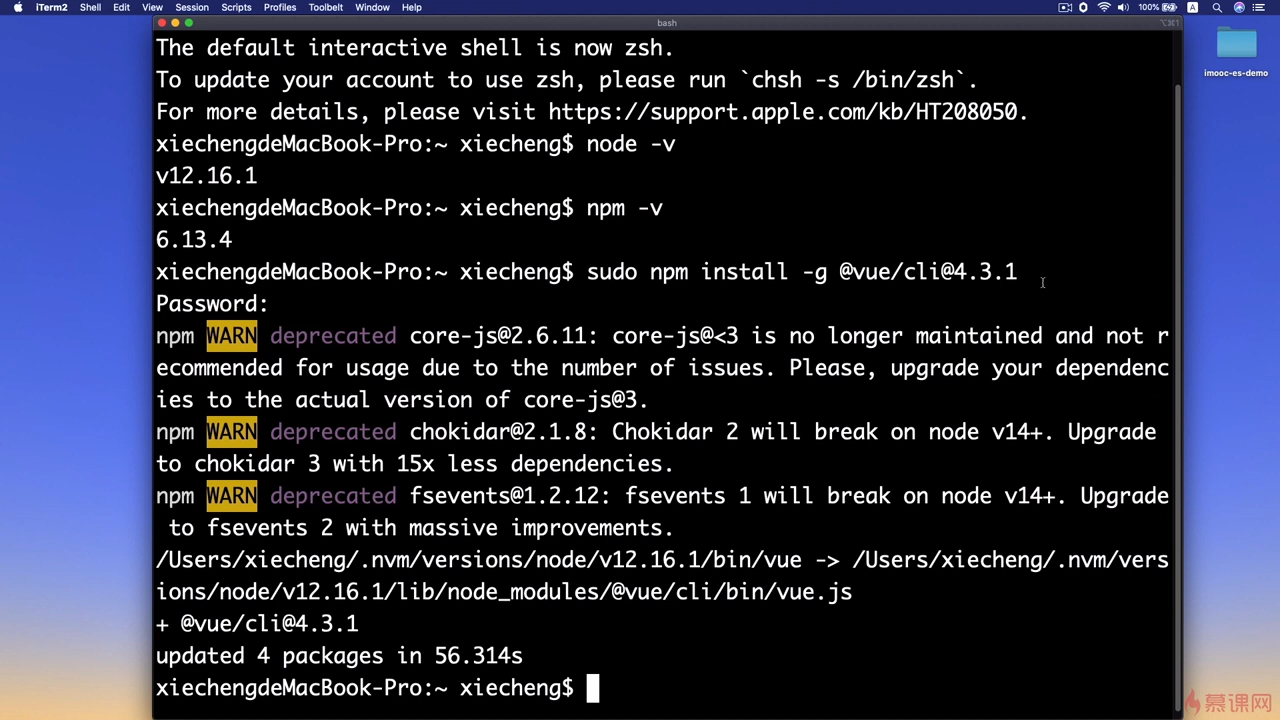 iTerm2 Shell Edit View Session Scripts Profiles Toolbelt Window Help 100% A
bash
⌥⌘1
imooc-es-demo
The default interactive shell is now zsh.
To update your account to use zsh, please run `chsh -s /bin/zsh`.
For more details, please visit https://support.apple.com/kb/HT208050.
xiechengdeMacBook-Pro:~ xiecheng$ node -v
v12.16.1
xiechengdeMacBook-Pro:~ xiecheng$ npm -v
6.13.4
xiechengdeMacBook-Pro:~ xiecheng$ sudo npm install -g @vue/cli@4.3.1
Password:
npm WARN deprecated core-js@2.6.11: core-js@<3 is no longer maintained and not r
ecommended for usage due to the number of issues. Please, upgrade your dependenc
ies to the actual version of core-js@3.
npm WARN deprecated chokidar@2.1.8: Chokidar 2 will break on node v14+. Upgrade
to chokidar 3 with 15x less dependencies.
npm WARN deprecated fsevents@1.2.12: fsevents 1 will break on node v14+. Upgrade
 to fsevents 2 with massive improvements.
/Users/xiecheng/.nvm/versions/node/v12.16.1/bin/vue -> /Users/xiecheng/.nvm/vers
ions/node/v12.16.1/lib/node_modules/@vue/cli/bin/vue.js
+ @vue/cli@4.3.1
updated 4 packages in 56.314s
xiechengdeMacBook-Pro:~ xiecheng$
慕课网